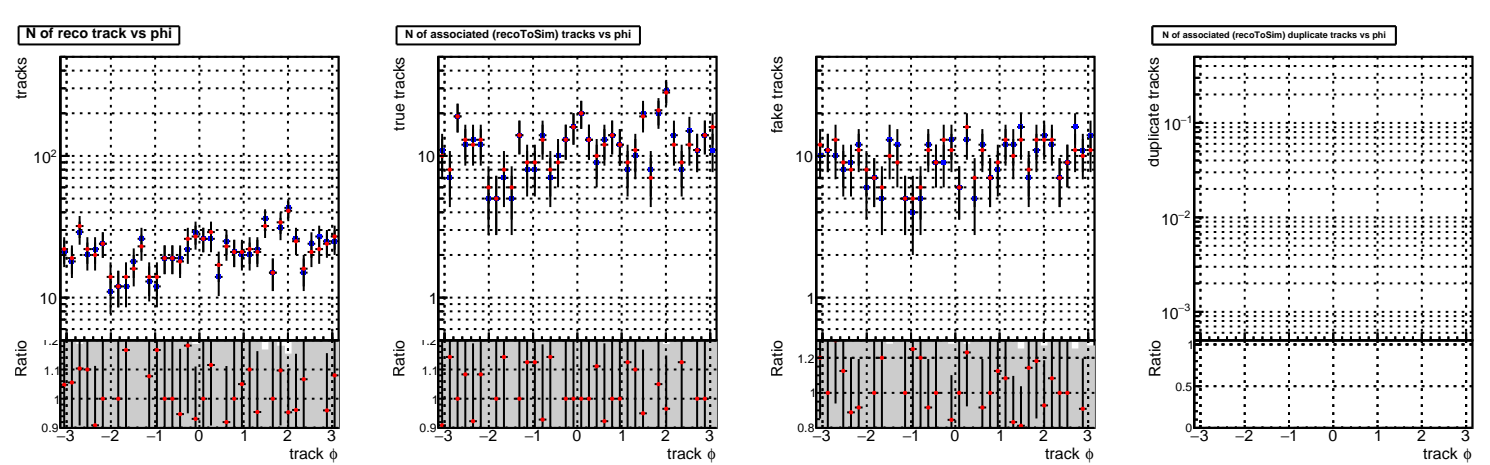 N of reco track vs phi
tracks
10²
10
Ratio
1.2
1.1
1
0.9
−3 −2 −1 0 1 2 3
track ϕ
N of associated (recoToSim) tracks vs phi
true tracks
10
1
Ratio
1.2
1.1
1
0.9
−3 −2 −1 0 1 2 3
track ϕ
fake tracks
10
1
Ratio
1.2
1
0.8
−3 −2 −1 0 1 2 3
track ϕ
N of associated (recoToSim) duplicate tracks vs phi
duplicate tracks
10⁻¹
10⁻²
10⁻³
Ratio
1
0.5
0
−3 −2 −1 0 1 2 3
track ϕ